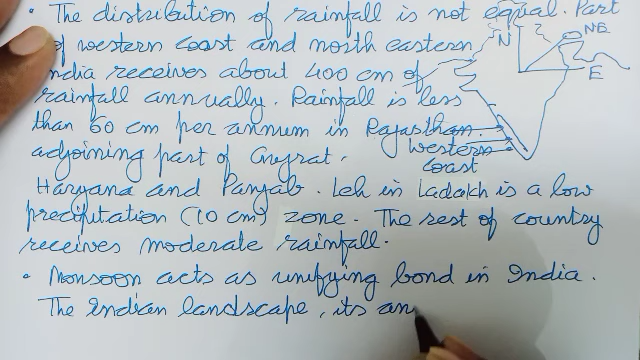 • The distribution of rainfall is not equal. Part
of western coast and north eastern
India receives about 400 cm of
rainfall annually. Rainfall is less
than 60 cm per annum in Rajasthan.
adjoining part of Gujrat.
Haryana and Panjab. Leh in Ladakh is a low
precipitation (10 cm) zone. The rest of country
receives moderate rainfall.
• Monsoon acts as unifying bond in India.
The Indian landscape, its an
N
NE
E
Western
Coast